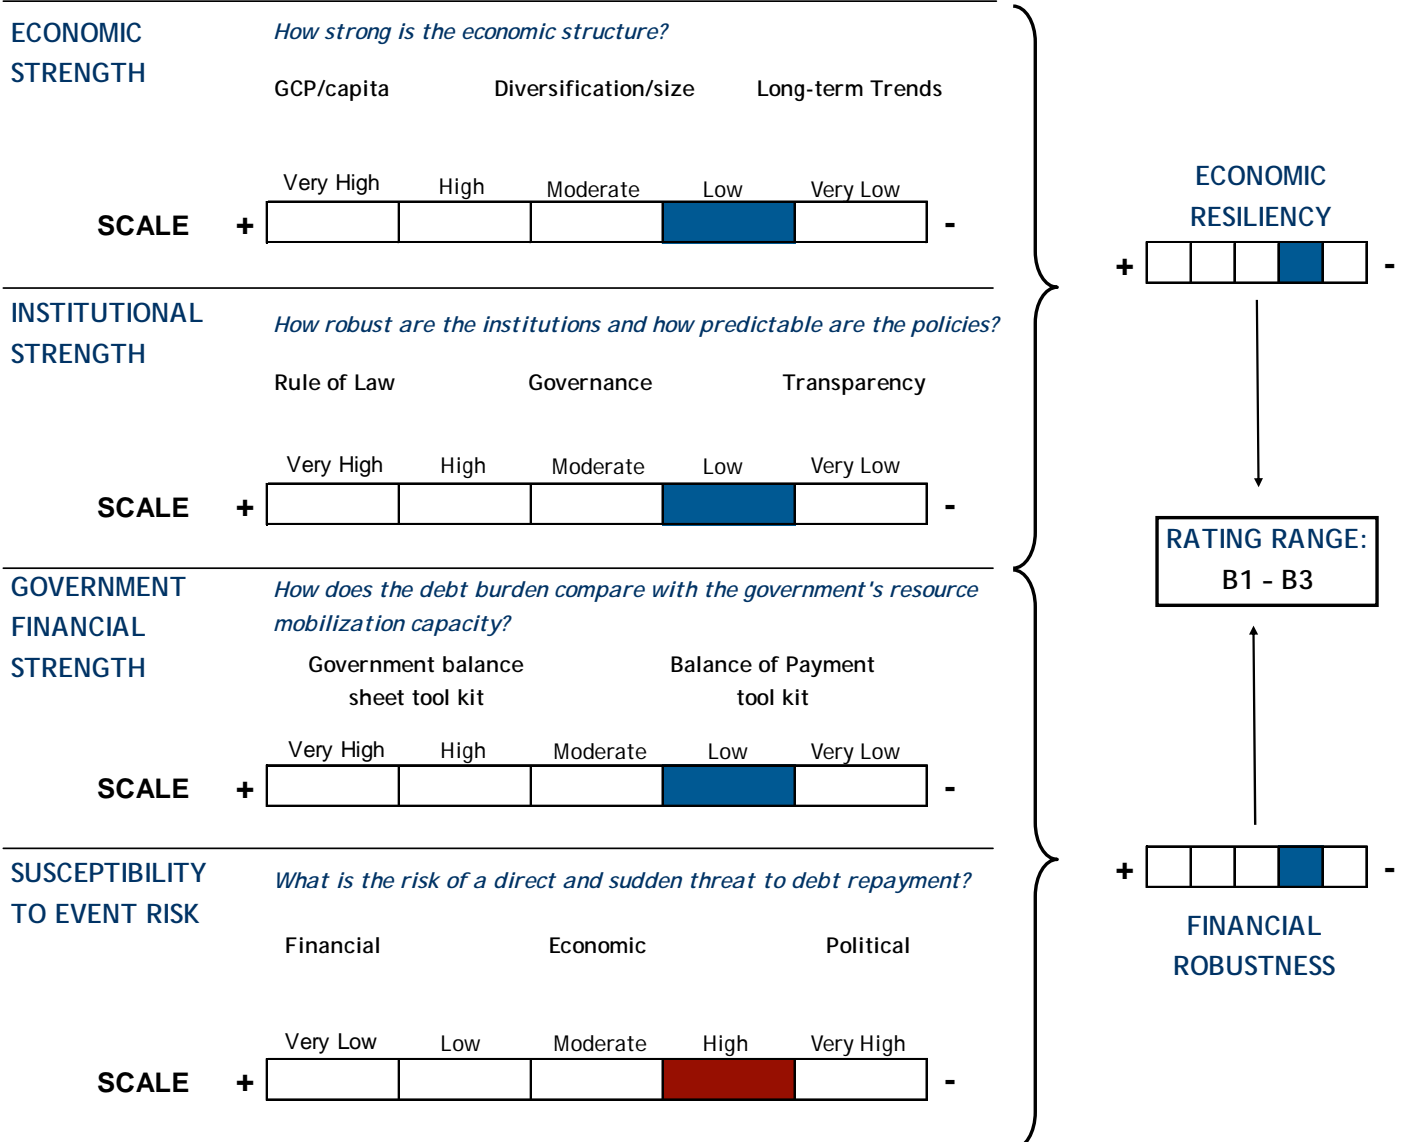 ECONOMIC
STRENGTH
How strong is the economic structure?
GCP/capita Diversification/size Long-term Trends
Very High High Moderate Low Very Low
SCALE + -
INSTITUTIONAL
STRENGTH
How robust are the institutions and how predictable are the policies?
Rule of Law Governance Transparency
Very High High Moderate Low Very Low
SCALE + -
GOVERNMENT
FINANCIAL
STRENGTH
How does the debt burden compare with the government's resource
mobilization capacity?
Government balance
sheet tool kit
Balance of Payment
tool kit
Very High High Moderate Low Very Low
SCALE + -
SUSCEPTIBILITY
TO EVENT RISK
What is the risk of a direct and sudden threat to debt repayment?
Financial Economic Political
Very Low Low Moderate High Very High
SCALE + -
ECONOMIC
RESILIENCY
+ -
RATING RANGE:
B1 - B3
+ -
FINANCIAL
ROBUSTNESS